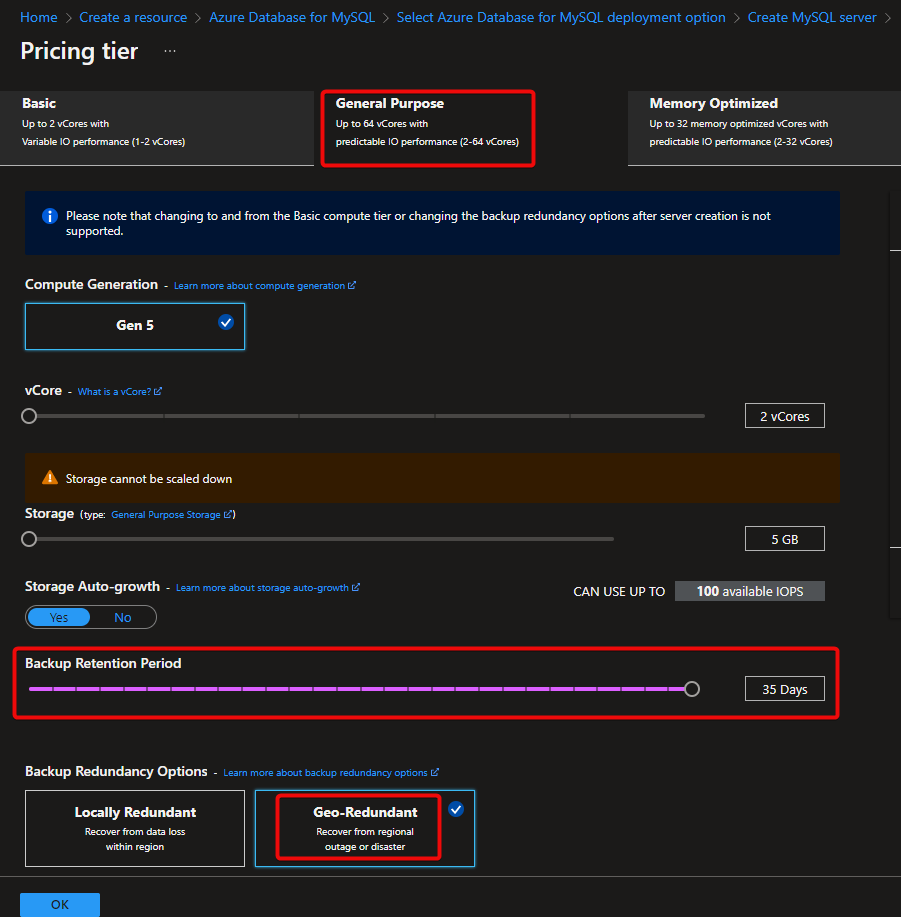 Home > Create a resource > Azure Database for MySQL > Select Azure Database for MySQL deployment option > Create MySQL server >
Pricing tier ...
Basic
Up to 2 vCores with
Variable IO performance (1-2 vCores)
General Purpose
Up to 64 vCores with
predictable IO performance (2-64 vCores)
Memory Optimized
Up to 32 memory optimized vCores with
predictable IO performance (2-32 vCores)
Please note that changing to and from the Basic compute tier or changing the backup redundancy options after server creation is not
supported.
Compute Generation - Learn more about compute generation
Gen 5
vCore - What is a vCore?
2 vCores
Storage cannot be scaled down
Storage (type: General Purpose Storage)
5 GB
Storage Auto-growth - Learn more about storage auto-growth
CAN USE UP TO 100 available IOPS
Yes No
Backup Retention Period
35 Days
Backup Redundancy Options - Learn more about backup redundancy options
Locally Redundant
Recover from data loss
within region
Geo-Redundant
Recover from regional
outage or disaster
OK